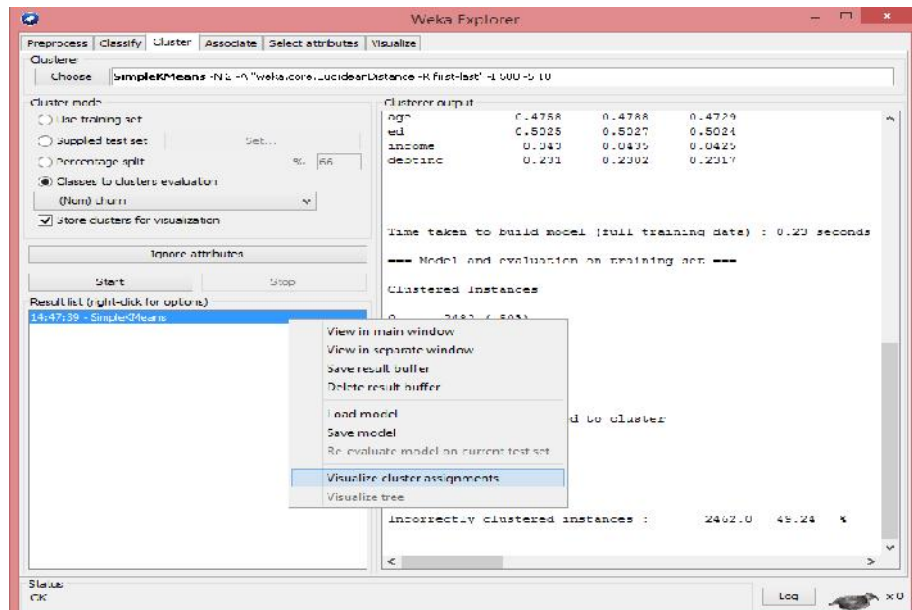 Weka Explorer
Preprocess Classify Cluster Associate Select attributes Visualize
Clusterer
Choose SimpleKMeans -N 2 -A "weka.core.EuclideanDistance -R first-last" -I 500 -S 10
Cluster mode
Use training set
Supplied test set Set...
Percentage split % 66
Classes to clusters evaluation
(Nom) churn
Store clusters for visualization
Ignore attributes
Start Stop
Result list (right-click for options)
14:47:39 - SimpleKMeans
Clusterer output
age 0.4758 0.4788 0.4729
ed 0.5025 0.5027 0.5024
income 0.043 0.0435 0.0425
debtinc 0.231 0.2302 0.2317
Time taken to build model (full training data) : 0.23 seconds
=== Model and evaluation on training set ===
Clustered Instances
View in main window
View in separate window
Save result buffer
Delete result buffer
Load model
Save model
Re-evaluate model on current test set
Visualize cluster assignments
Visualize tree
d to cluster
Incorrectly clustered instances : 2462.0 49.24 %
Status
OK
Log x 0